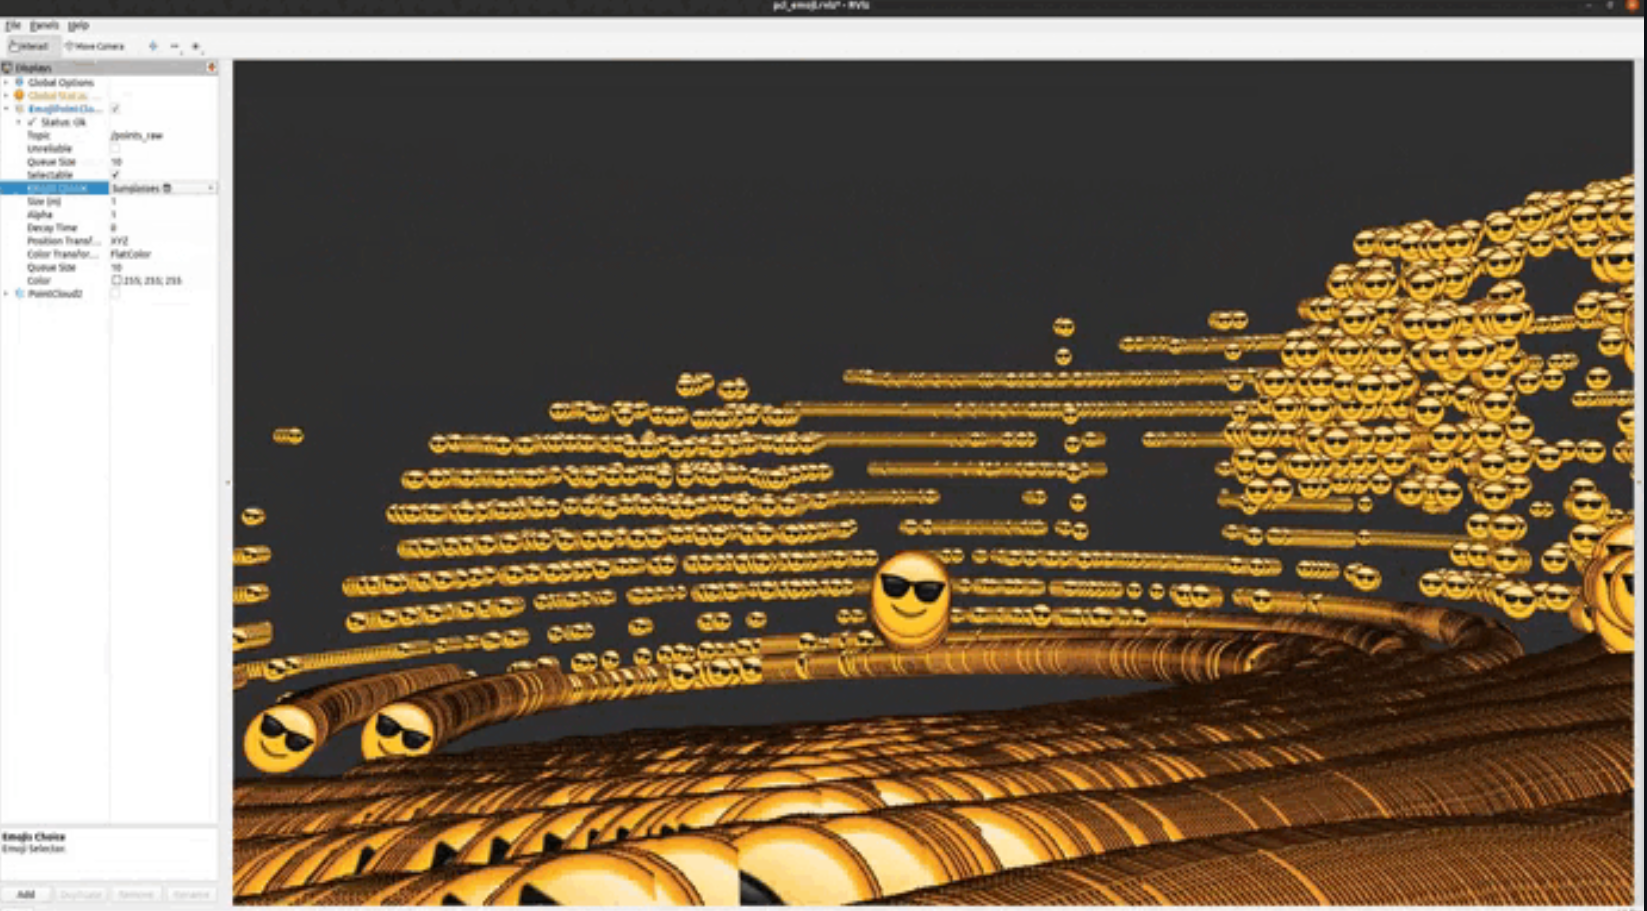 pcl_emoji.rviz* - RViz
File Panels Help
Interact Move Camera
Displays
Global Options
Global Status
EmojiPointClo...
Status: Ok
Topic /points_raw
Unreliable
Queue Size 10
Selectable
Emojis Choice Sunglasses
Size (m) 1
Alpha 1
Decay Time 0
Position Transf... XYZ
Color Transfor... FlatColor
Queue Size 10
Color 255; 255; 255
PointCloud2
Emojis Choice
Emoji Selector.
Add Duplicate Remove Rename